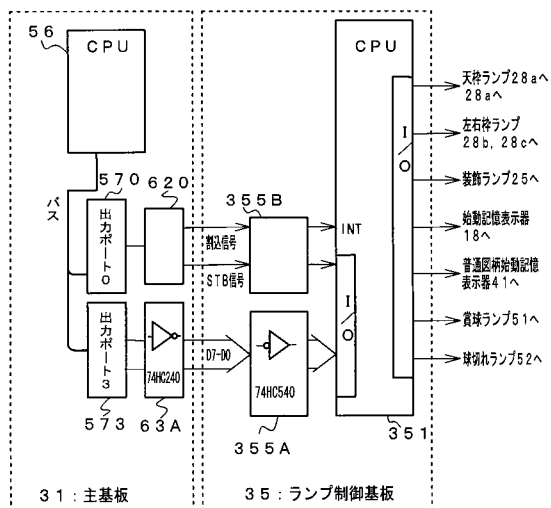 56
CPU
バス
570
620
出力ポート0
割込信号
STB信号
出力ポート3
74HC240
573
63A
D7-D0
355B
74HC540
355A
CPU
INT
I/O
I/O
351
天枠ランプ28aへ
28aへ
左右枠ランプ
28b, 28cへ
装飾ランプ25へ
始動記憶表示器
18へ
普通図柄始動記憶
表示器41へ
賞球ランプ51へ
球切れランプ52へ
31:主基板
35:ランプ制御基板